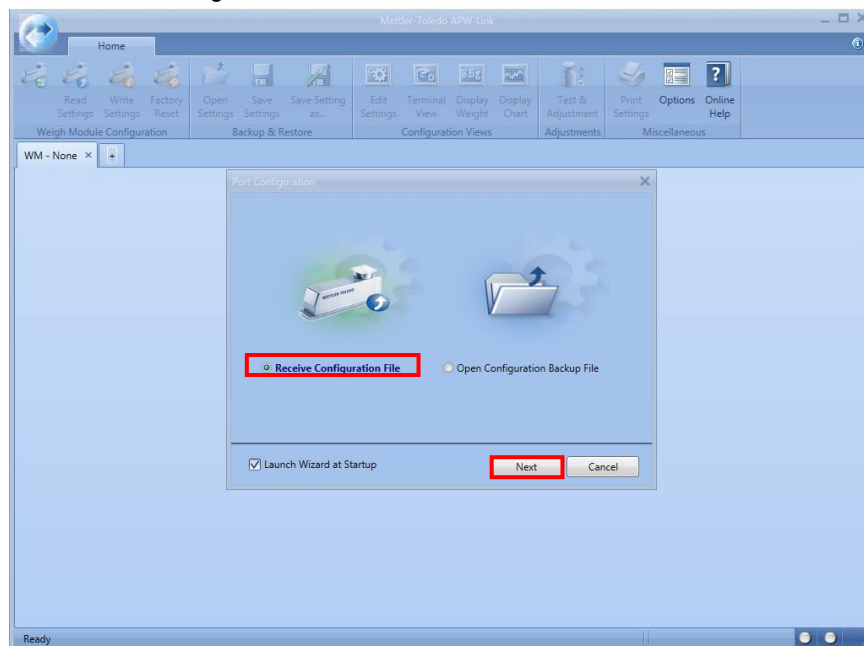 Mettler-Toledo APW-Link
Home
Read Settings
Write Settings
Factory Reset
Open Settings
Save Settings
Save Setting as...
Edit Settings
Terminal View
Display Weight
Display Chart
Test & Adjustment
Print Settings
Options
Online Help
Weigh Module Configuration
Backup & Restore
Configuration Views
Adjustments
Miscellaneous
WM - None
Port Configuration
METTLER TOLEDO
Receive Configuration File
Open Configuration Backup File
Launch Wizard at Startup
Next
Cancel
Ready